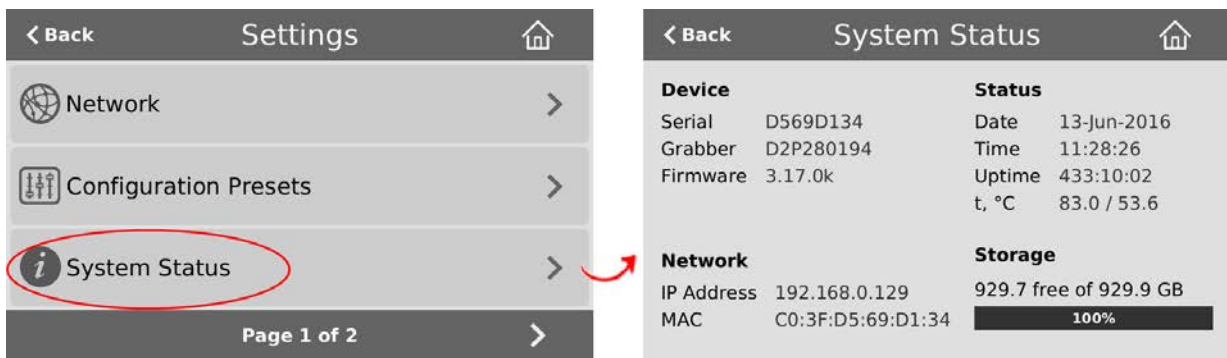 Back Settings
Network
Configuration Presets
i System Status
Page 1 of 2
Back System Status
Device
Serial D569D134
Grabber D2P280194
Firmware 3.17.0k
Status
Date 13-Jun-2016
Time 11:28:26
Uptime 433:10:02
t, °C 83.0 / 53.6
Network
IP Address 192.168.0.129
MAC C0:3F:D5:69:D1:34
Storage
929.7 free of 929.9 GB
100%